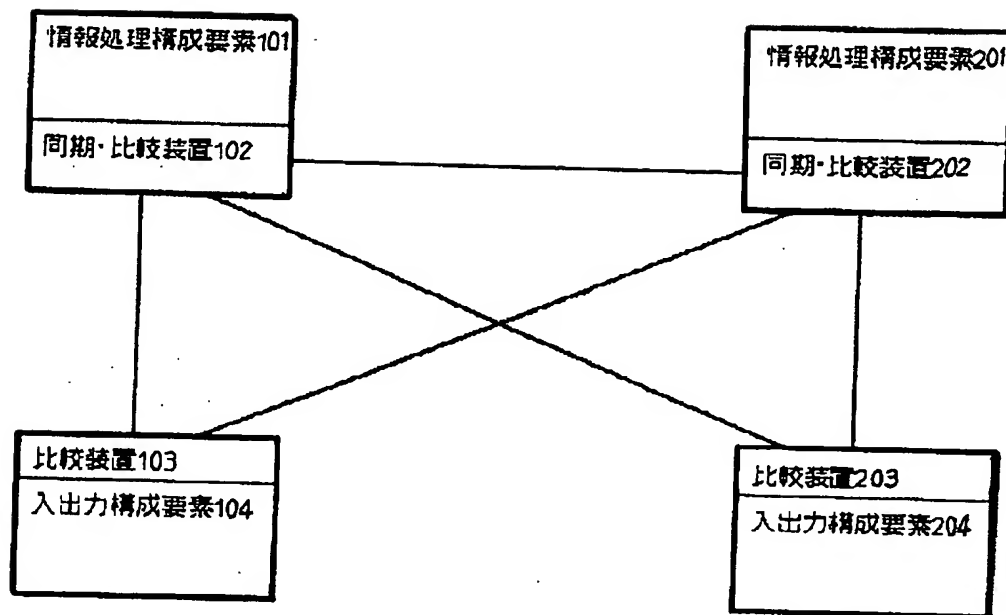 情報処理構成要素101
情報処理構成要素201
同期・比較装置102
同期・比較装置202
比較装置103
比較装置203
入出力構成要素104
入出力構成要素204